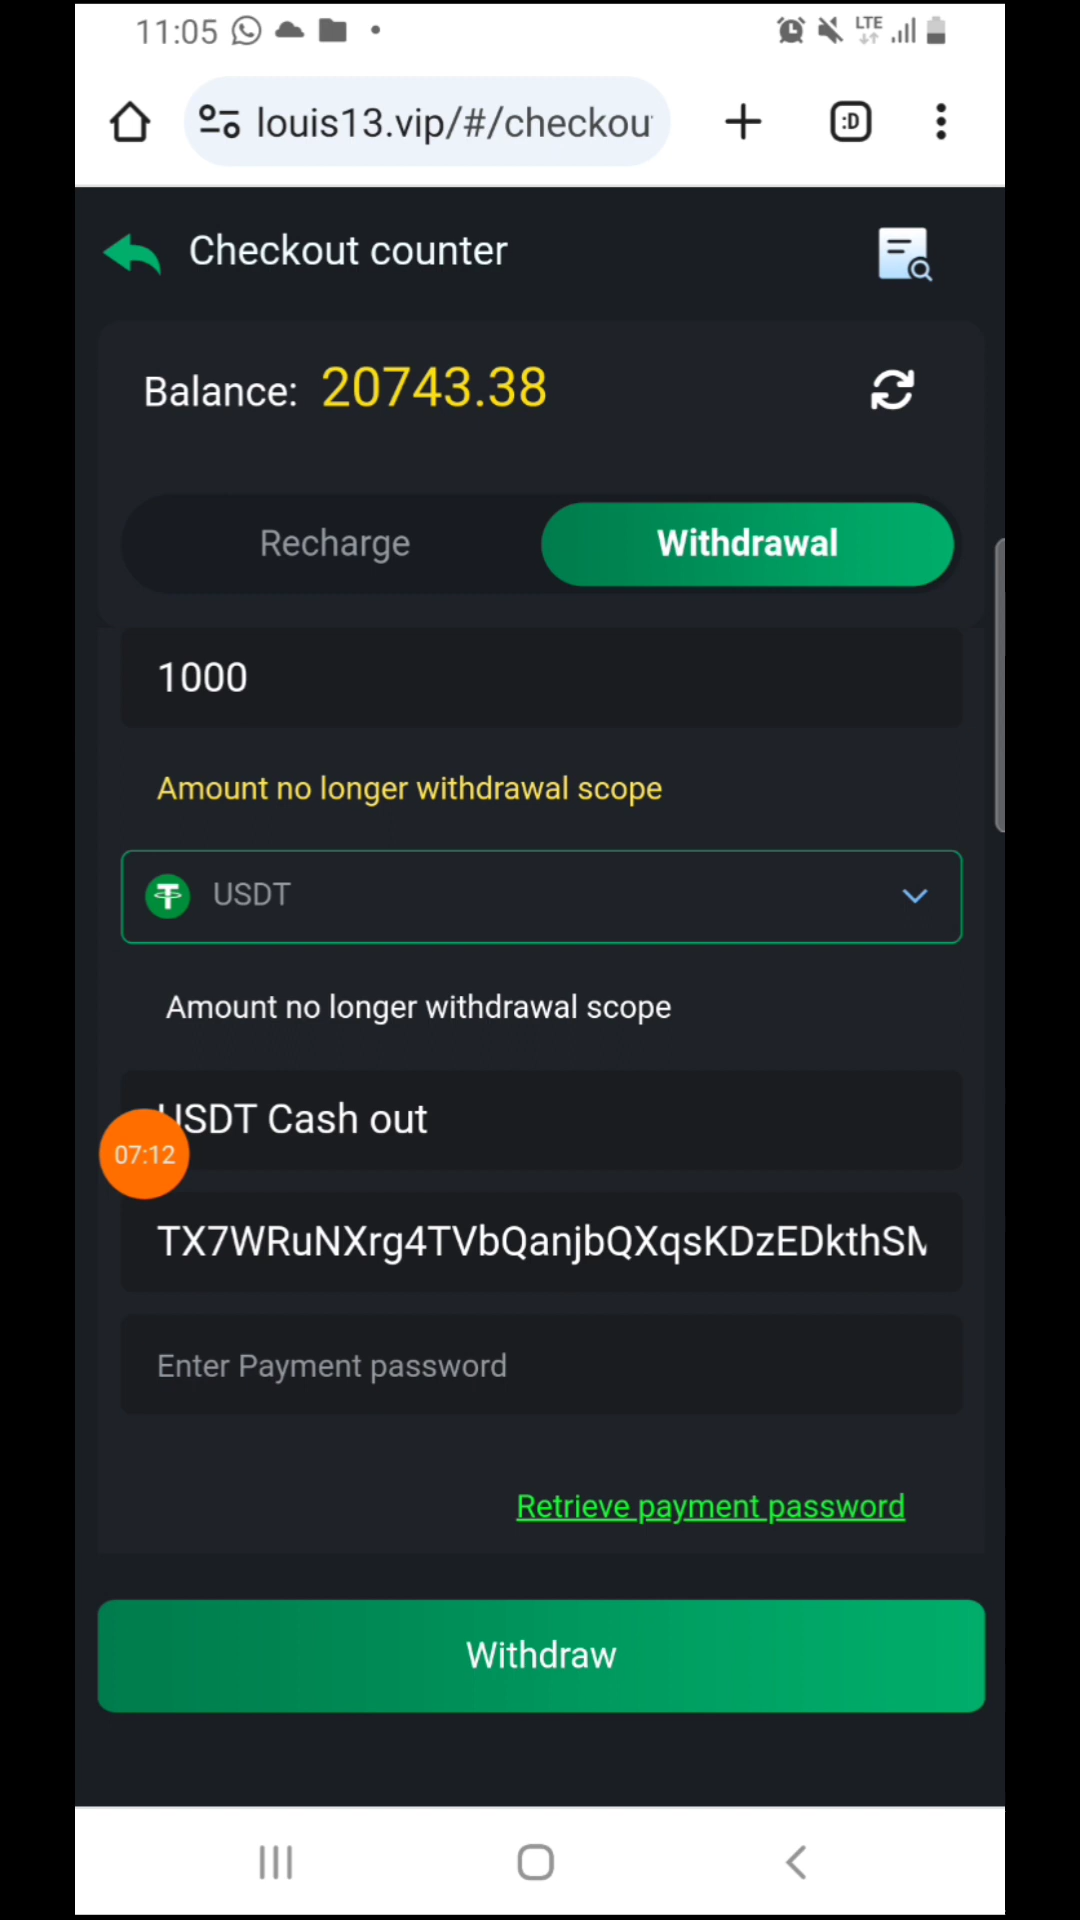 11:05
LTE
louis13.vip/#/checkou
:D
Checkout counter
Balance: 20743.38
Recharge
Withdrawal
1000
Amount no longer withdrawal scope
USDT
Amount no longer withdrawal scope
USDT Cash out
07:12
TX7WRuNXrg4TVbQanjbQXqsKDzEDkthSM
Enter Payment password
Retrieve payment password
Withdraw